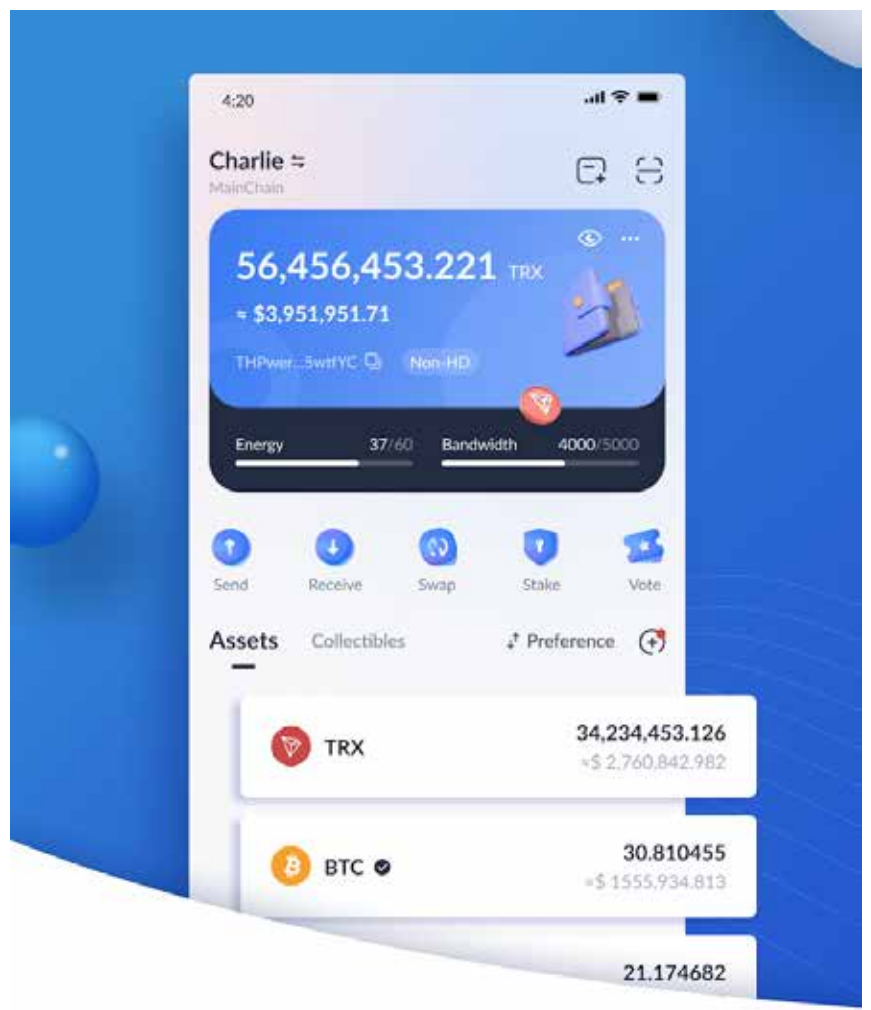 4:20
Charlie
MainChain
56,456,453.221 TRX
≈ $3,951,951.71
THPwer...5wtfYC Non-HD
Energy 37/60 Bandwidth 4000/5000
Send Receive Swap Stake Vote
Assets Collectibles Preference
TRX 34,234,453.126
≈$ 2,760,842.982
BTC 30.810455
≈$ 1555,934.813
21.174682